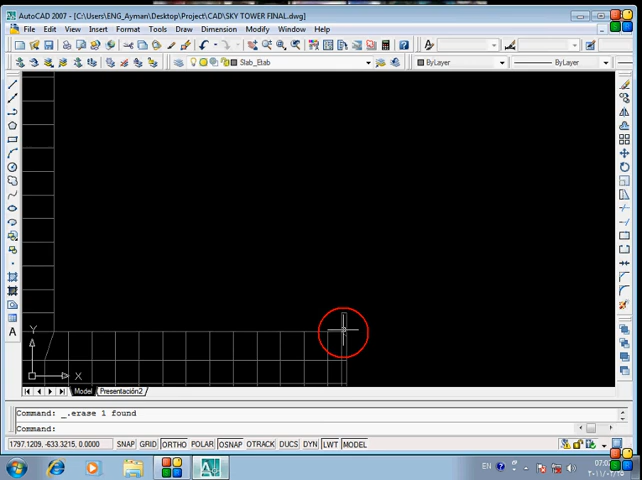 AutoCAD 2007 - [C:\Users\ENG_Ayman\Desktop\Project\CAD\SKY TOWER FINAL.dwg]
File Edit View Insert Format Tools Draw Dimension Modify Window Help
Slab_Etab
ByLayer
ByLayer
A
Y
X
Model Presentación2
Command: _.erase 1 found
Command:
1797.1209, -633.3215, 0.0000 SNAP GRID ORTHO POLAR OSNAP OTRACK DUCS DYN LWT MODEL
EN